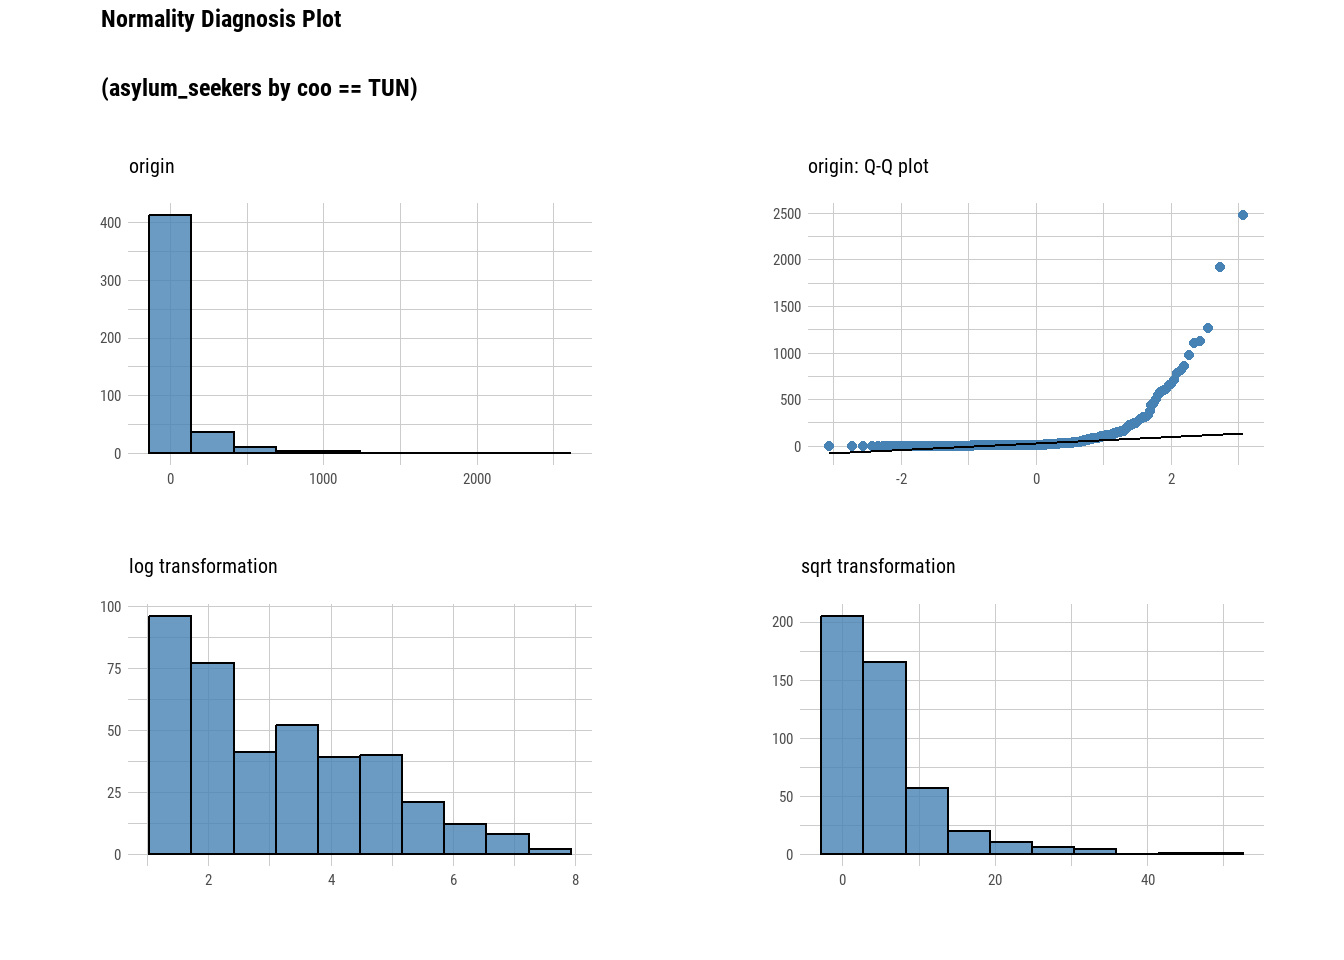 Normality Diagnosis Plot
(asylum_seekers by coo == TUN)
origin
400
300
200
100
0
0 1000 2000
origin: Q-Q plot
2500
2000
1500
1000
500
0
-2 0 2
log transformation
100
75
50
25
0
2 4 6 8
sqrt transformation
200
150
100
50
0
0 20 40